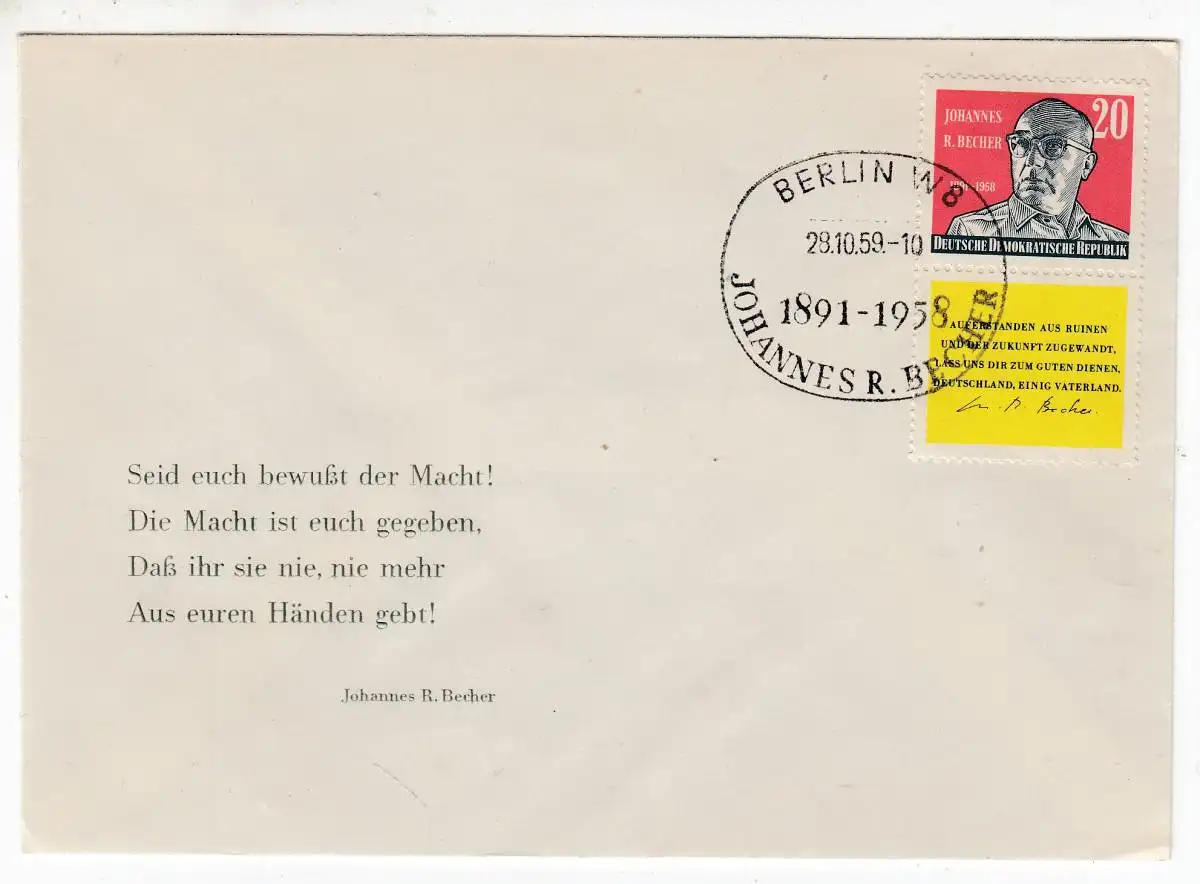 JOHANNES
R. BECHER
20
1891-1958
DEUTSCHE DEMOKRATISCHE REPUBLIK
BERLIN W8
28.10.59.-10
1891-1958
JOHANNES R. BECHER
AUFERSTANDEN AUS RUINEN
UND DER ZUKUNFT ZUGEWANDT,
LASS UNS DIR ZUM GUTEN DIENEN,
DEUTSCHLAND, EINIG VATERLAND.
Seid euch bewußt der Macht!
Die Macht ist euch gegeben,
Daß ihr sie nie, nie mehr
Aus euren Händen gebt!
Johannes R. Becher